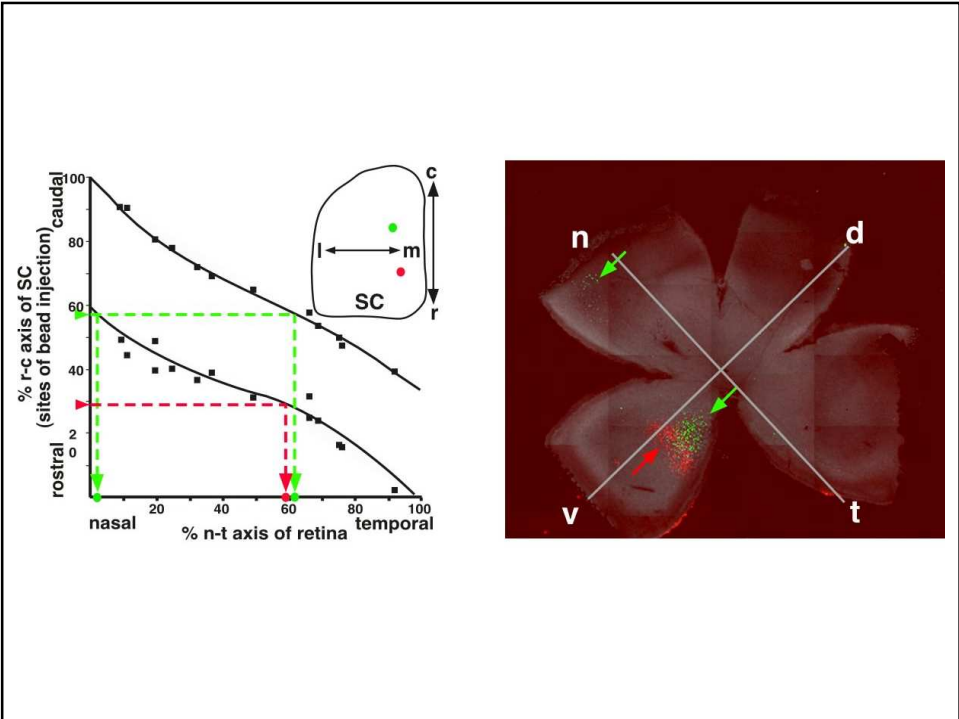 % r-c axis of SC
(sites of bead injection)
caudal
rostral
100
80
60
40
2
0
nasal
20
40
60
80
100
temporal
% n-t axis of retina
c
l
m
SC
r
n
d
v
t